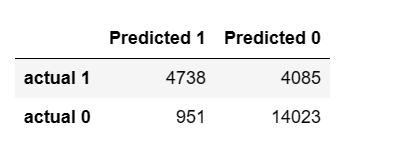 Predicted 1 Predicted 0
actual 1 4738 4085
actual 0 951 14023